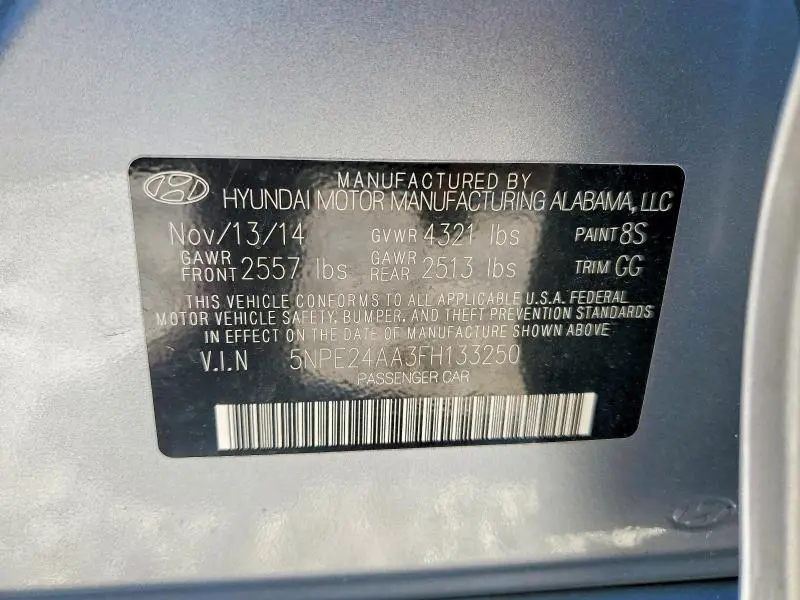 MANUFACTURED BY
HYUNDAI MOTOR MANUFACTURING ALABAMA, LLC
Nov/13/14 GVWR 4321 lbs PAINT 8S
GAWR FRONT 2557 lbs GAWR REAR 2513 lbs TRIM GG
THIS VEHICLE CONFORMS TO ALL APPLICABLE U.S.A. FEDERAL
MOTOR VEHICLE SAFETY, BUMPER, AND THEFT PREVENTION STANDARDS
IN EFFECT ON THE DATE OF MANUFACTURE SHOWN ABOVE
V.I.N 5NPE24AA3FH133250
PASSENGER CAR